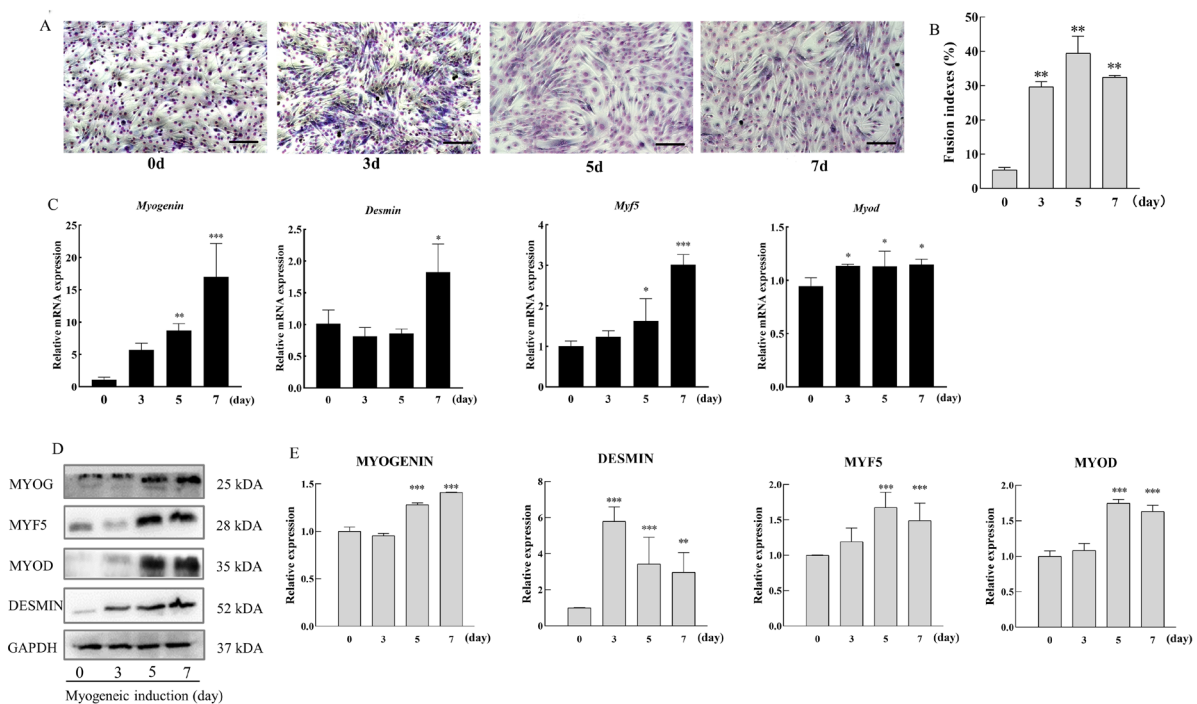 A
0d
3d
5d
7d
B
Fusion indexes (%)
50
40
30
20
10
0
**
**
**
0 3 5 7 (day)
C
Myogenin
Relative mRNA expression
25
20
15
10
5
0
**
***
0 3 5 7 (day)
Desmin
Relative mRNA expression
2.5
2.0
1.5
1.0
0.5
0.0
*
0 3 5 7 (day)
Myf5
Relative mRNA expression
4
3
2
1
0
*
***
0 3 5 7 (day)
Myod
Relative mRNA expression
1.5
1.0
0.5
0.0
*
*
*
0 3 5 7 (day)
D
MYOG 25 kDA
MYF5 28 kDA
MYOD 35 kDA
DESMIN 52 kDA
GAPDH 37 kDA
0 3 5 7
Myogeneic induction (day)
E
MYOGENIN
Relative expression
1.5
1.0
0.5
0.0
***
***
0 3 5 7 (day)
DESMIN
Relative expression
8
6
4
2
0
***
***
**
0 3 5 7 (day)
MYF5
Relative expression
2.0
1.5
1.0
0.5
0.0
***
***
0 3 5 7 (day)
MYOD
Relative expression
2.0
1.5
1.0
0.5
0.0
***
***
0 3 5 7 (day)